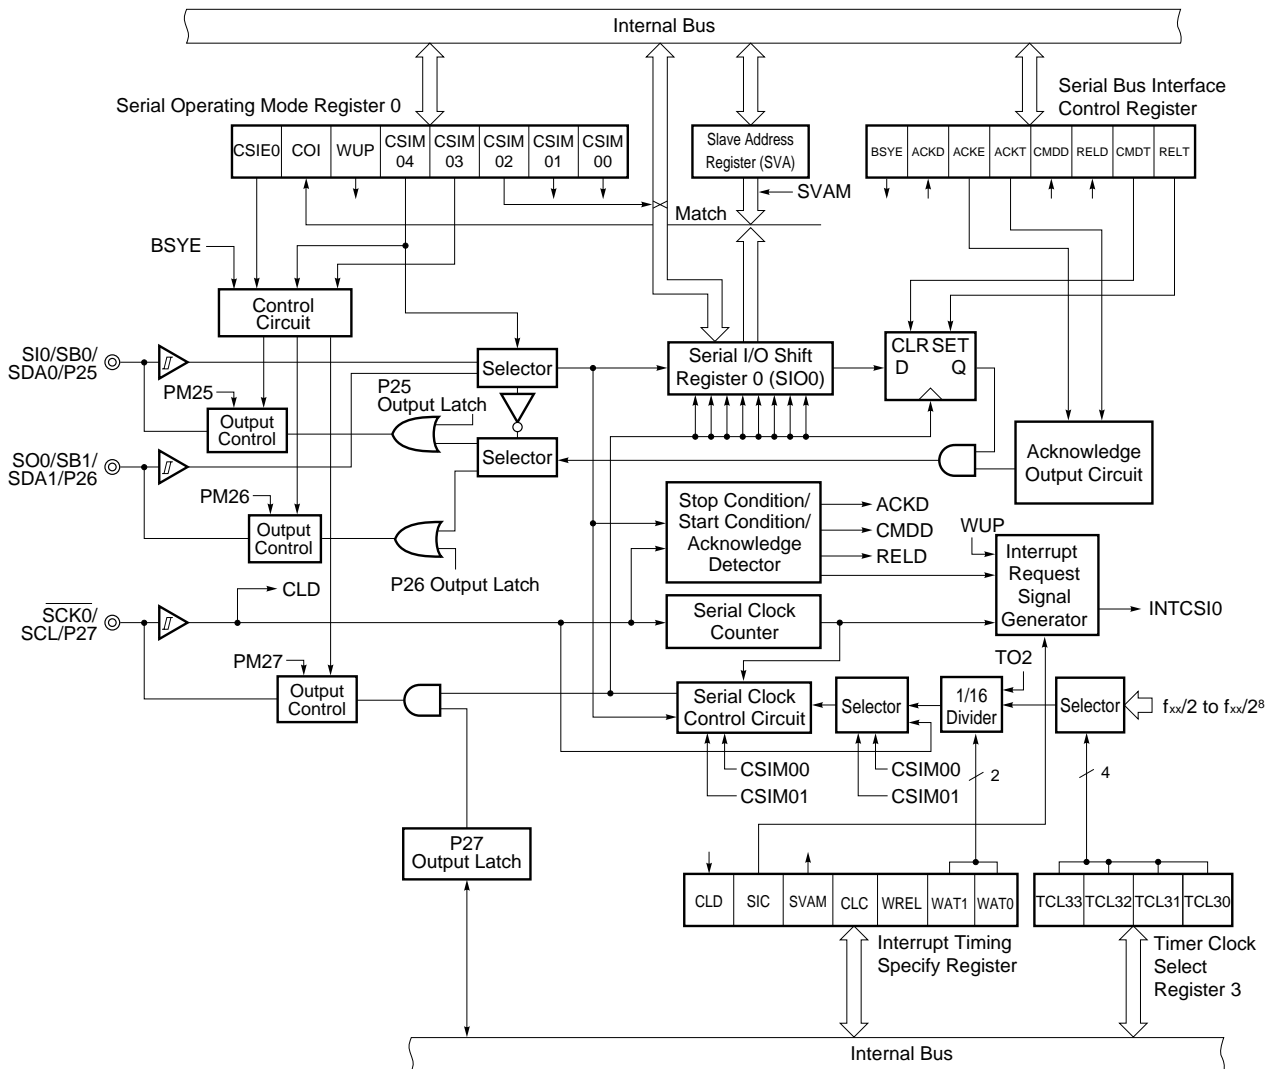 Internal Bus
Serial Operating Mode Register 0
Serial Bus Interface
Control Register
CSIE0 COI WUP CSIM 04 CSIM 03 CSIM 02 CSIM 01 CSIM 00
Slave Address
Register (SVA)
BSYE ACKD ACKE ACKT CMDD RELD CMDT RELT
SVAM
Match
BSYE
Control
Circuit
SI0/SB0/
SDA0/P25
Selector
Serial I/O Shift
Register 0 (SIO0)
CLR SET
D Q
PM25
P25
Output Latch
Output
Control
Selector
SO0/SB1/
SDA1/P26
Acknowledge
Output Circuit
PM26
Output
Control
P26 Output Latch
Stop Condition/
Start Condition/
Acknowledge
Detector
ACKD
CMDD
RELD
WUP
Interrupt
Request
Signal
Generator
INTCSI0
CLD
SCK0/
SCL/P27
Serial Clock
Counter
PM27
Output
Control
TO2
Serial Clock
Control Circuit
Selector
1/16
Divider
Selector
fxx/2 to fxx/2⁸
CSIM00
CSIM01
CSIM00
CSIM01
2
4
P27
Output Latch
CLD SIC SVAM CLC WREL WAT1 WAT0
TCL33 TCL32 TCL31 TCL30
Interrupt Timing
Specify Register
Timer Clock
Select
Register 3
Internal Bus